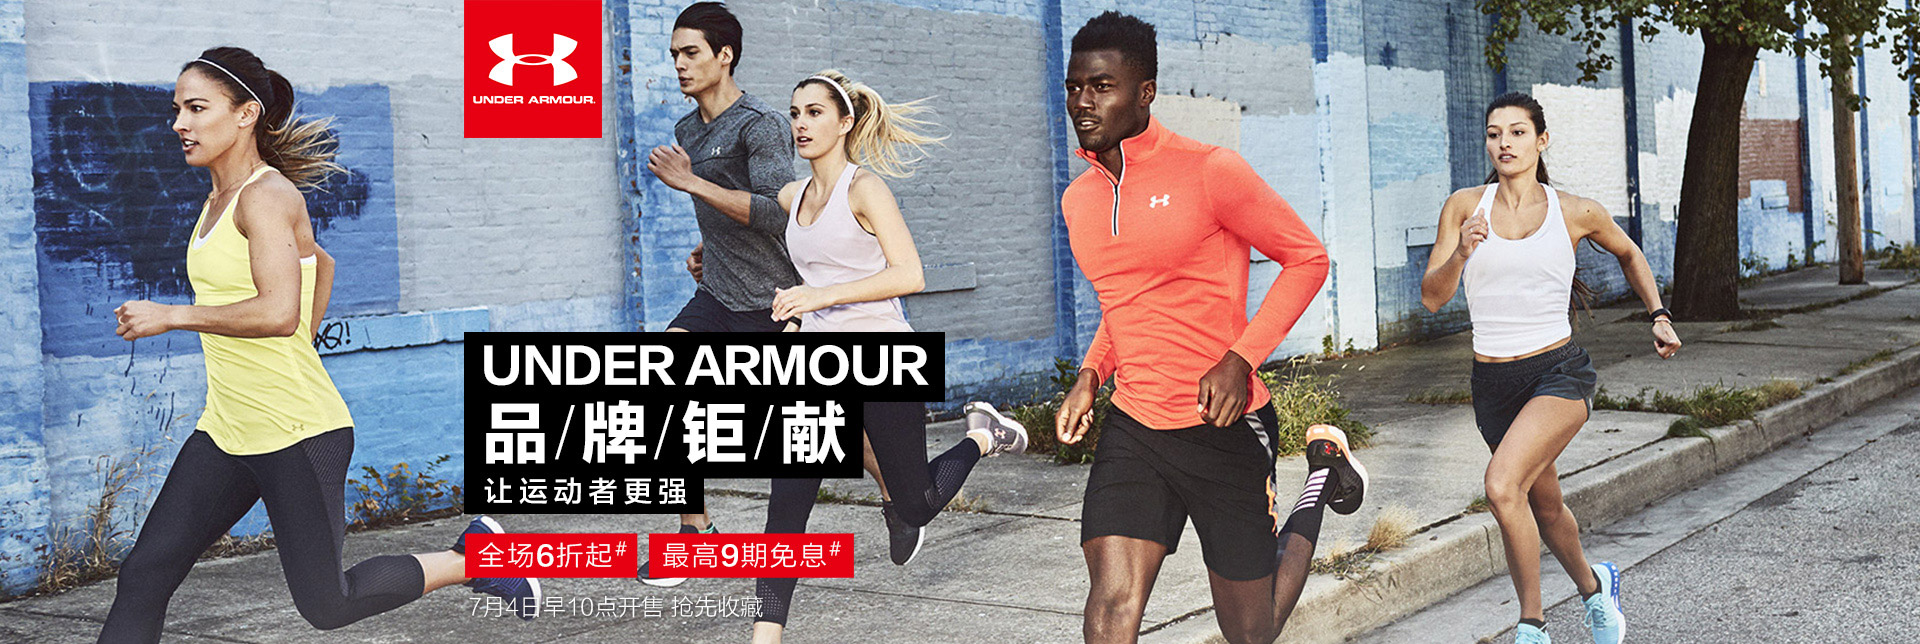 UNDER ARMOUR.
UNDER ARMOUR
品/牌/钜/献
让运动者更强
全场6折起# 最高9期免息#
7月4日早10点开售 抢先收藏